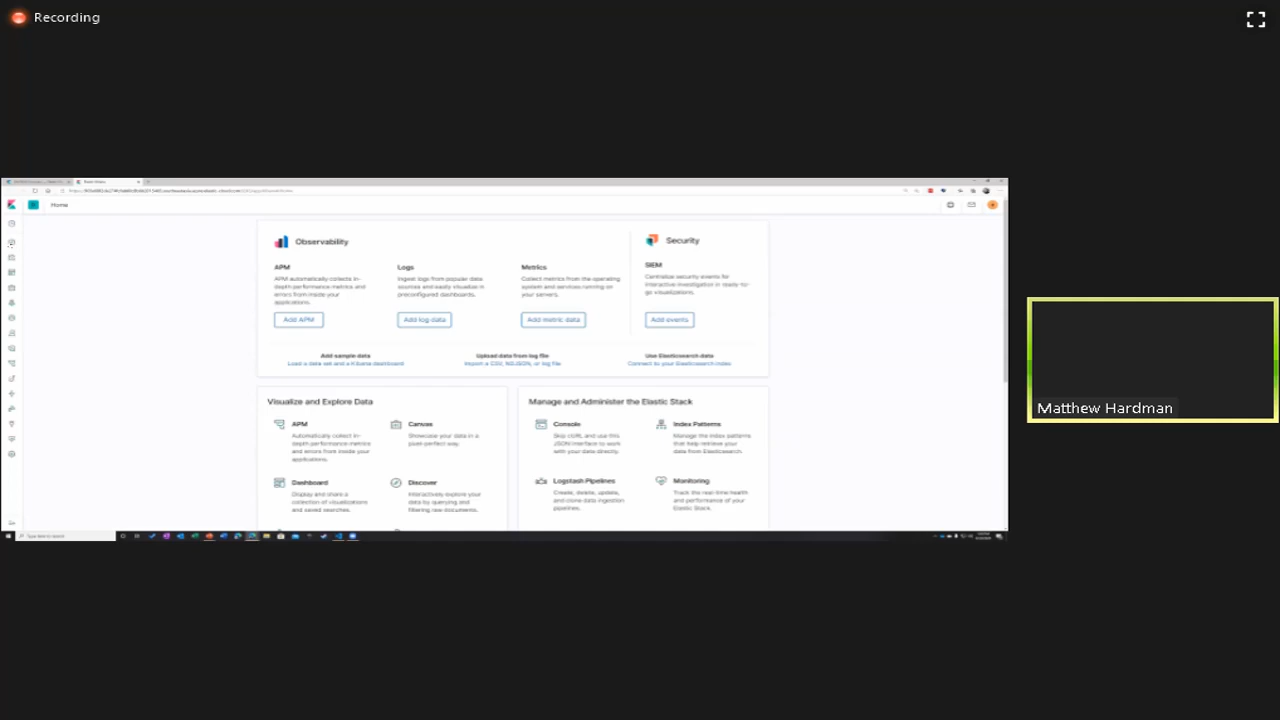 Recording
Home
Observability
Security
APM
Logs
Metrics
SIEM
APM automatically collects in-
depth performance metrics and
errors from inside your
applications.
Ingest logs from popular data
sources and easily visualize in
preconfigured dashboards.
Collect metrics from the operating
system and services running on
your servers.
Centralize security events for
interactive investigation in ready-to-
go visualizations.
Add APM
Add log data
Add metric data
Add events
Add sample data
Load a data set and a Kibana dashboard
Upload data from log file
Import a CSV, NDJSON, or log file
Use Elasticsearch data
Connect to your Elasticsearch index
Visualize and Explore Data
APM
Automatically collect in-
depth performance metrics
and errors from inside your
applications.
Canvas
Showcase your data in a
pixel-perfect way.
Dashboard
Display and share a
collection of visualizations
and saved searches.
Discover
Interactively explore your
data by querying and
filtering raw documents.
Manage and Administer the Elastic Stack
Console
Skip cURL and use this
JSON interface to work
with your data directly.
Index Patterns
Manage the index patterns
that help retrieve your
data from Elasticsearch.
Logstash Pipelines
Create, delete, update,
and clone data ingestion
pipelines.
Monitoring
Track the real-time health
and performance of your
Elastic Stack.
Type here to search
Matthew Hardman